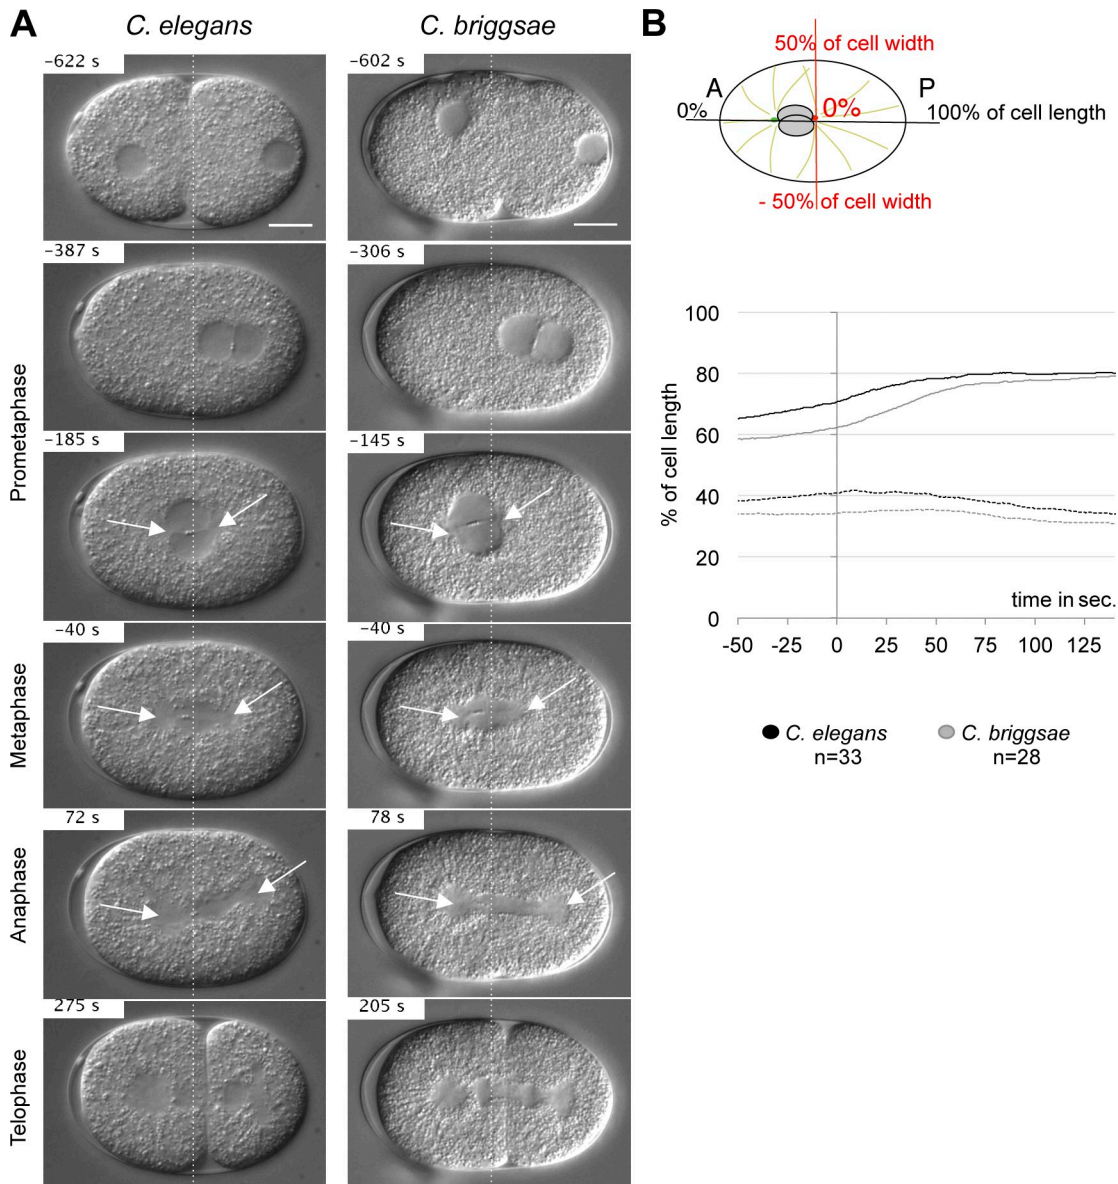 A
C. elegans
C. briggsae
−622 s
−602 s
Prometaphase
−387 s
−306 s
−185 s
−145 s
Metaphase
−40 s
−40 s
Anaphase
72 s
78 s
Telophase
275 s
205 s
B
50% of cell width
A
P
0%
0%
100% of cell length
- 50% of cell width
% of cell length
100
80
60
40
20
0
time in sec.
-50 -25 0 25 50 75 100 125
C. elegans
n=33
C. briggsae
n=28